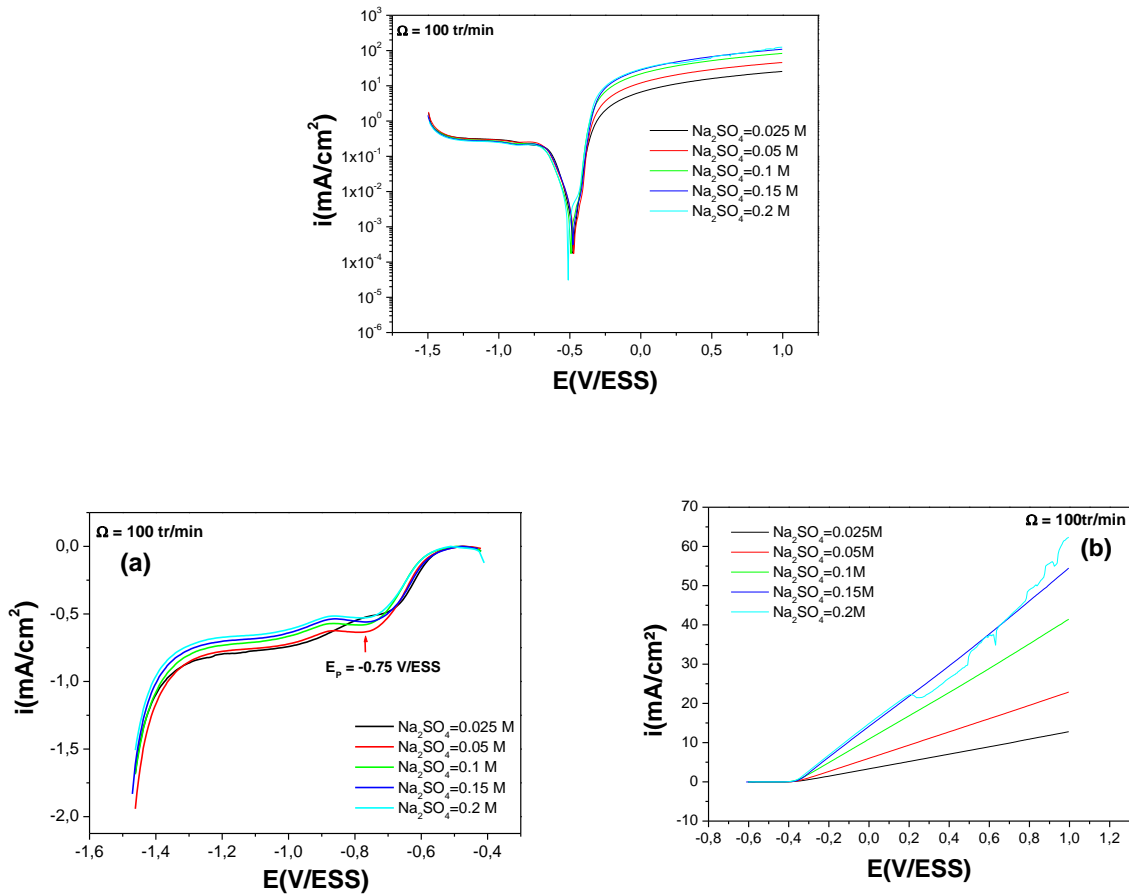 Ω = 100 tr/min
10³
10²
10¹
10⁰
1x10⁻¹
10⁻²
10⁻³
1x10⁻⁴
10⁻⁵
10⁻⁶
i(mA/cm²)
Na₂SO₄=0.025 M
Na₂SO₄=0.05 M
Na₂SO₄=0.1 M
Na₂SO₄=0.15 M
Na₂SO₄=0.2 M
-1,5 -1,0 -0,5 0,0 0,5 1,0
E(V/ESS)
Ω = 100 tr/min
(a)
0,0
-0,5
-1,0
-1,5
-2,0
i(mA/cm²)
E_P = -0.75 V/ESS
Na₂SO₄=0.025 M
Na₂SO₄=0.05 M
Na₂SO₄=0.1 M
Na₂SO₄=0.15 M
Na₂SO₄=0.2 M
-1,6 -1,4 -1,2 -1,0 -0,8 -0,6 -0,4
E(V/ESS)
Ω = 100tr/min
(b)
70
60
50
40
30
20
10
0
-10
i(mA/cm²)
Na₂SO₄=0.025M
Na₂SO₄=0.05M
Na₂SO₄=0.1M
Na₂SO₄=0.15M
Na₂SO₄=0.2M
-0,8 -0,6 -0,4 -0,2 0,0 0,2 0,4 0,6 0,8 1,0 1,2
E(V/ESS)